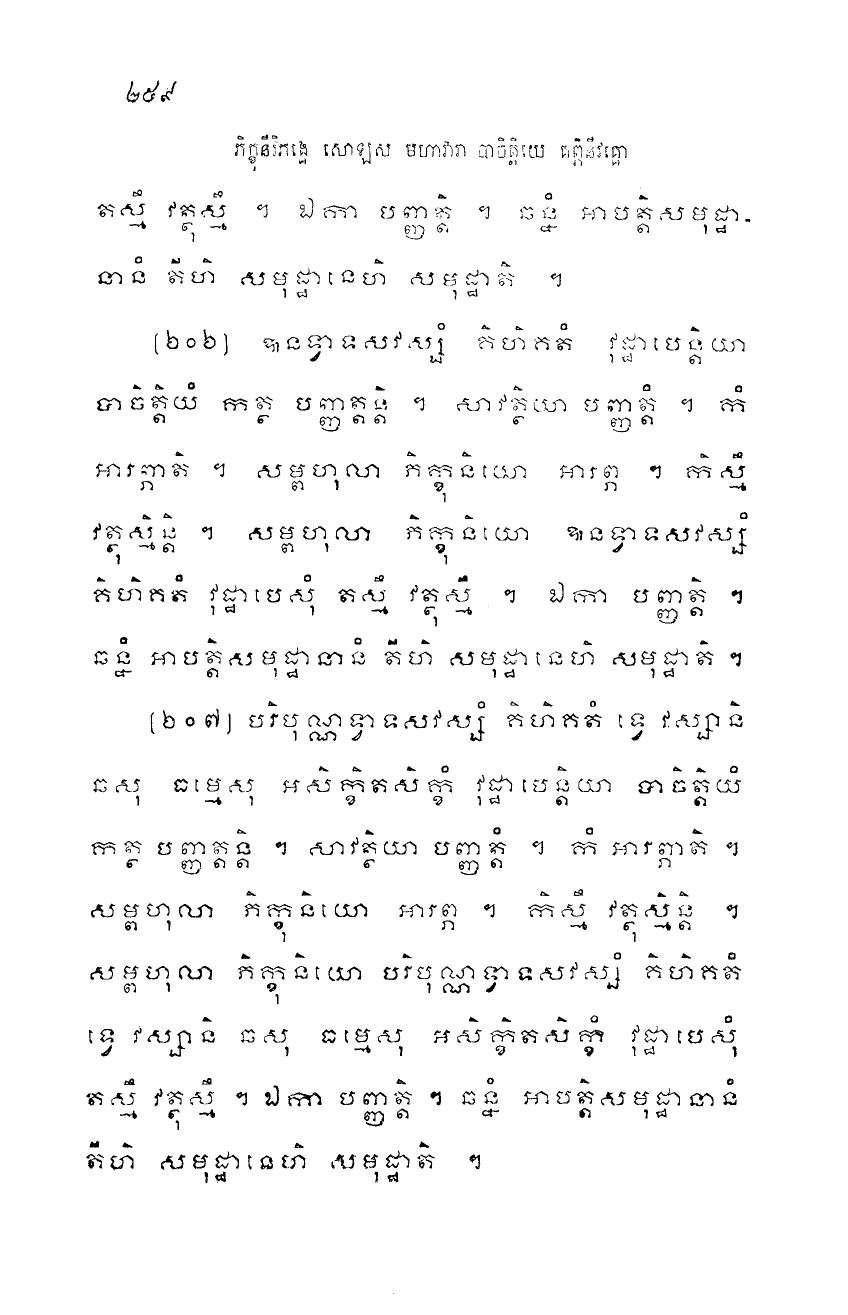 ២៥៩
ភិក្ខុនីវិភង្គេ សោឡស មហាវារា បាចិត្តិយេ គព្ភិនីវគ្គោ
តស្មឹ វត្ថុស្មឹ ។ ឯកា បញ្ញត្តិ ។ ឆន្នំ អាបត្តិសមុដ្ឋា-
នានំ តីហិ សមុដ្ឋានេហិ សមុដ្ឋាតិ ។
(២០៦) ឩនទ្វាទសវស្សំ គិហិគតំ វុដ្ឋាបេន្តិយា
បាចិត្តិយំ កត្ថ បញ្ញត្តន្តិ ។ សាវត្ថិយា បញ្ញត្តំ ។ កំ
អារព្ភាតិ ។ សម្ពហុលា ភិក្ខុនិយោ អារព្ភ ។ កិស្មឹ
វត្ថុស្មិន្តិ ។ សម្ពហុលា ភិក្ខុនិយោ ឩនទ្វាទសវស្សំ
គិហិគតំ វុដ្ឋាបេសុំ តស្មឹ វត្ថុស្មឹ ។ ឯកា បញ្ញត្តិ ។
ឆន្នំ អាបត្តិសមុដ្ឋានានំ តីហិ សមុដ្ឋានេហិ សមុដ្ឋាតិ ។
(២០៧) បរិបុណ្ណទ្វាទសវស្សំ គិហិគតំ ទ្វេ វស្សានិ
ឆសុ ធម្មេសុ អសិក្ខិតសិក្ខំ វុដ្ឋាបេន្តិយា បាចិត្តិយំ
កត្ថ បញ្ញត្តន្តិ ។ សាវត្ថិយា បញ្ញត្តំ ។ កំ អារព្ភាតិ ។
សម្ពហុលា ភិក្ខុនិយោ អារព្ភ ។ កិស្មឹ វត្ថុស្មិន្តិ ។
សម្ពហុលា ភិក្ខុនិយោ បរិបុណ្ណទ្វាទសវស្សំ គិហិគតំ
ទ្វេ វស្សានិ ឆសុ ធម្មេសុ អសិក្ខិតសិក្ខំ វុដ្ឋាបេសុំ
តស្មឹ វត្ថុស្មឹ ។ ឯកា បញ្ញត្តិ ។ ឆន្នំ អាបត្តិសមុដ្ឋានានំ
តីហិ សមុដ្ឋានេហិ សមុដ្ឋាតិ ។